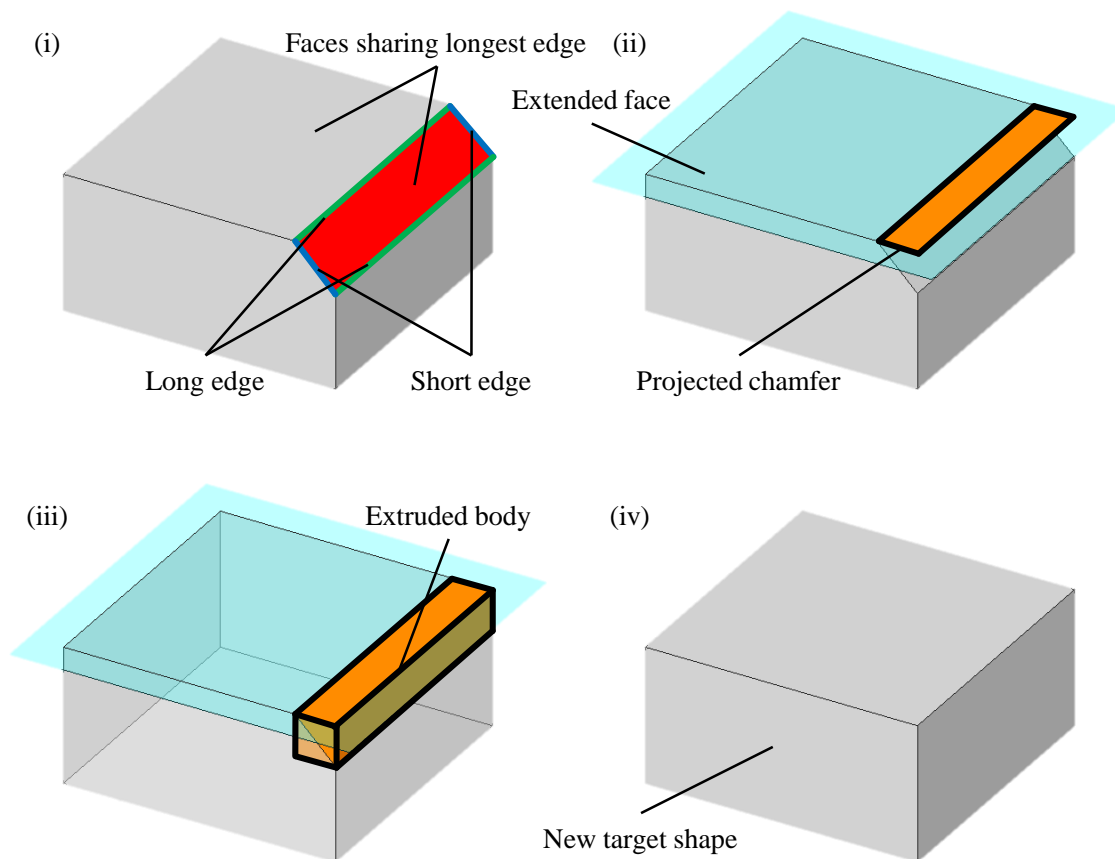 (i)
Faces sharing longest edge
Long edge
Short edge
(ii)
Extended face
Projected chamfer
(iii)
Extruded body
(iv)
New target shape